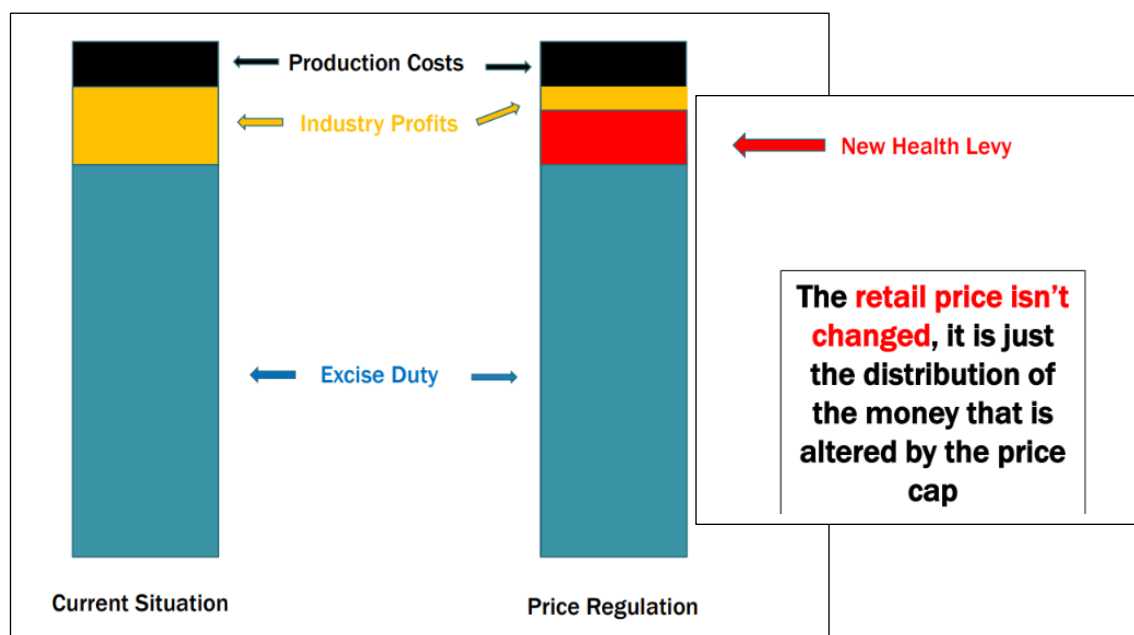 Production Costs
Industry Profits
New Health Levy
The retail price isn’t
changed, it is just
the distribution of
the money that is
altered by the price
cap
Excise Duty
Current Situation
Price Regulation